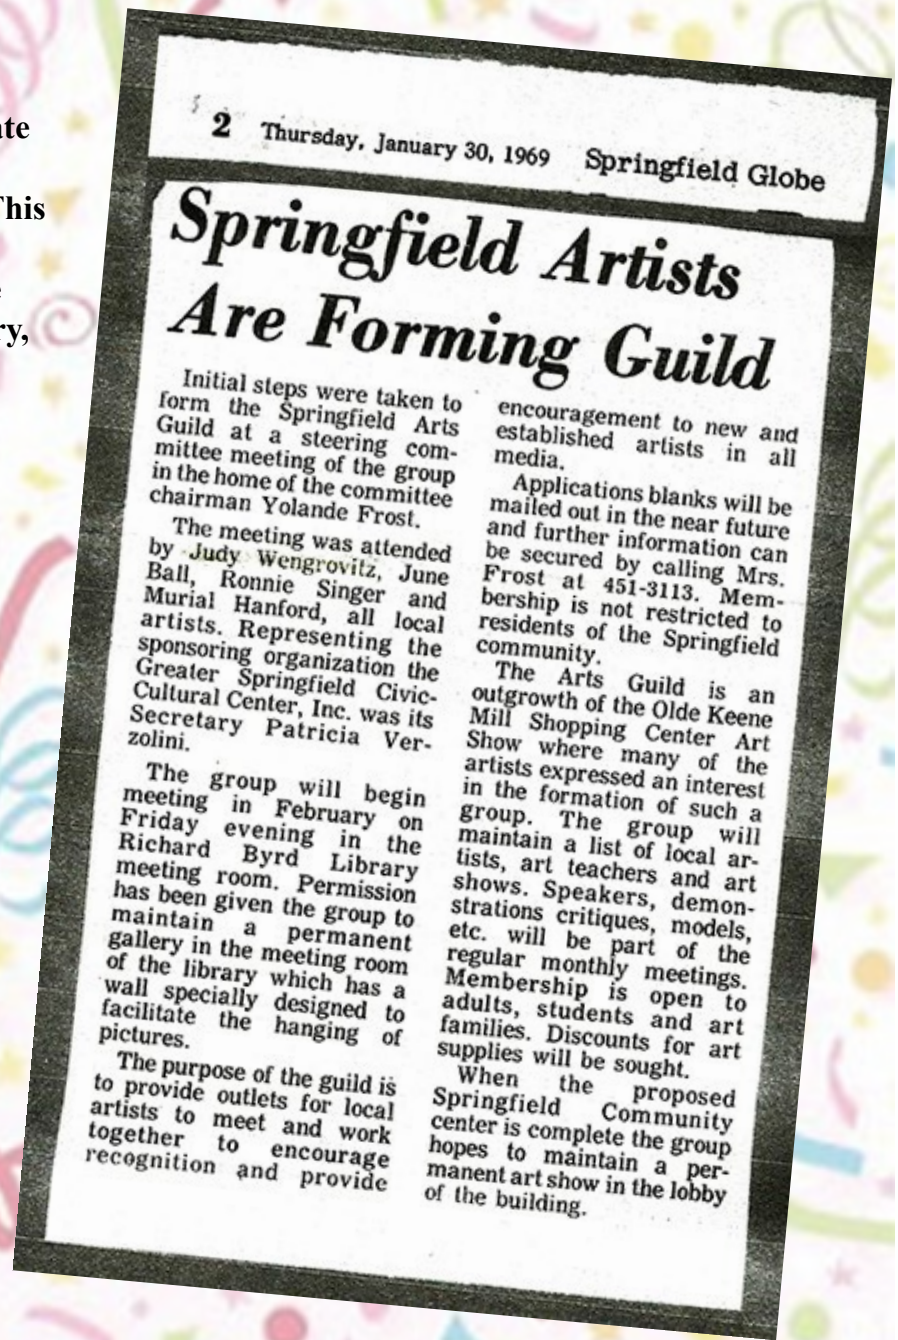 ate
This
e
ry,
2 Thursday, January 30, 1969 Springfield Globe
Springfield Artists
Are Forming Guild
Initial steps were taken to
form the Springfield Arts
Guild at a steering com-
mittee meeting of the group
in the home of the committee
chairman Yolande Frost.
The meeting was attended
by Judy Wengrovitz, June
Ball, Ronnie Singer and
Murial Hanford, all local
artists. Representing the
sponsoring organization the
Greater Springfield Civic-
Cultural Center, Inc. was its
Secretary Patricia Ver-
zolini.
The group will begin
meeting in February on
Friday evening in the
Richard Byrd Library
meeting room. Permission
has been given the group to
maintain a permanent
gallery in the meeting room
of the library which has a
wall specially designed to
facilitate the hanging of
pictures.
The purpose of the guild is
to provide outlets for local
artists to meet and work
together to encourage
recognition and provide
encouragement to new and
established artists in all
media.
Applications blanks will be
mailed out in the near future
and further information can
be secured by calling Mrs.
Frost at 451-3113. Mem-
bership is not restricted to
residents of the Springfield
community.
The Arts Guild is an
outgrowth of the Olde Keene
Mill Shopping Center Art
Show where many of the
artists expressed an interest
in the formation of such a
group. The group will
maintain a list of local ar-
tists, art teachers and art
shows. Speakers, demon-
strations critiques, models,
etc. will be part of the
regular monthly meetings.
Membership is open to
adults, students and art
families. Discounts for art
supplies will be sought.
When the proposed
Springfield Community
center is complete the group
hopes to maintain a per-
manent art show in the lobby
of the building.